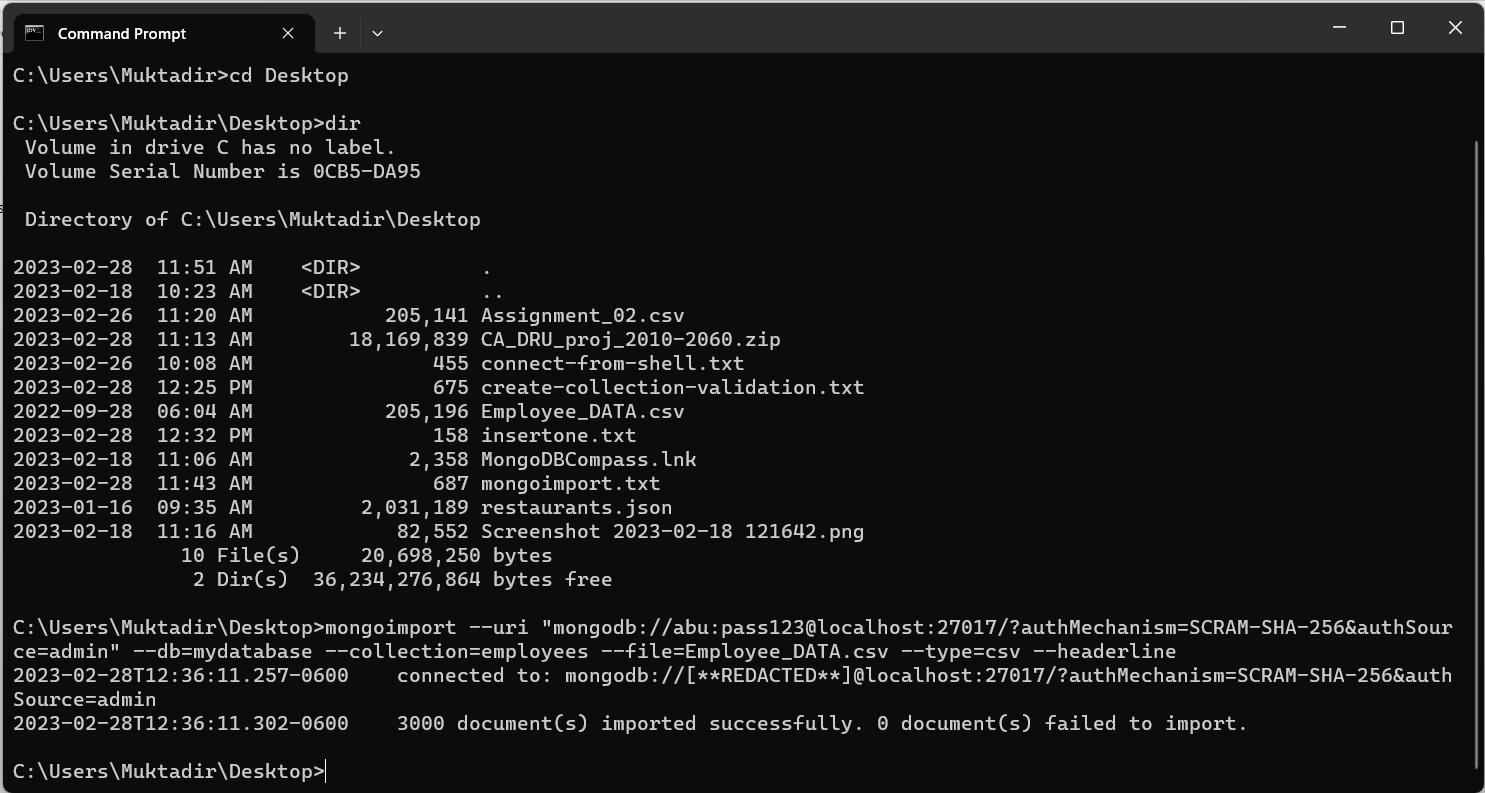 Command Prompt
C:\Users\Muktadir>cd Desktop
C:\Users\Muktadir\Desktop>dir
Volume in drive C has no label.
Volume Serial Number is 0CB5-DA95
Directory of C:\Users\Muktadir\Desktop
2023-02-28  11:51 AM    <DIR>          .
2023-02-18  10:23 AM    <DIR>          ..
2023-02-26  11:20 AM           205,141 Assignment_02.csv
2023-02-28  11:13 AM        18,169,839 CA_DRU_proj_2010-2060.zip
2023-02-26  10:08 AM               455 connect-from-shell.txt
2023-02-28  12:25 PM               675 create-collection-validation.txt
2022-09-28  06:04 AM           205,196 Employee_DATA.csv
2023-02-28  12:32 PM               158 insertone.txt
2023-02-18  11:06 AM             2,358 MongoDBCompass.lnk
2023-02-28  11:43 AM               687 mongoimport.txt
2023-01-16  09:35 AM         2,031,189 restaurants.json
2023-02-18  11:16 AM            82,552 Screenshot 2023-02-18 121642.png
10 File(s)     20,698,250 bytes
2 Dir(s)  36,234,276,864 bytes free
C:\Users\Muktadir\Desktop>mongoimport --uri "mongodb://abu:pass123@localhost:27017/?authMechanism=SCRAM-SHA-256&authSour
ce=admin" --db=mydatabase --collection=employees --file=Employee_DATA.csv --type=csv --headerline
2023-02-28T12:36:11.257-0600    connected to: mongodb://[**REDACTED**]@localhost:27017/?authMechanism=SCRAM-SHA-256&auth
Source=admin
2023-02-28T12:36:11.302-0600    3000 document(s) imported successfully. 0 document(s) failed to import.
C:\Users\Muktadir\Desktop>